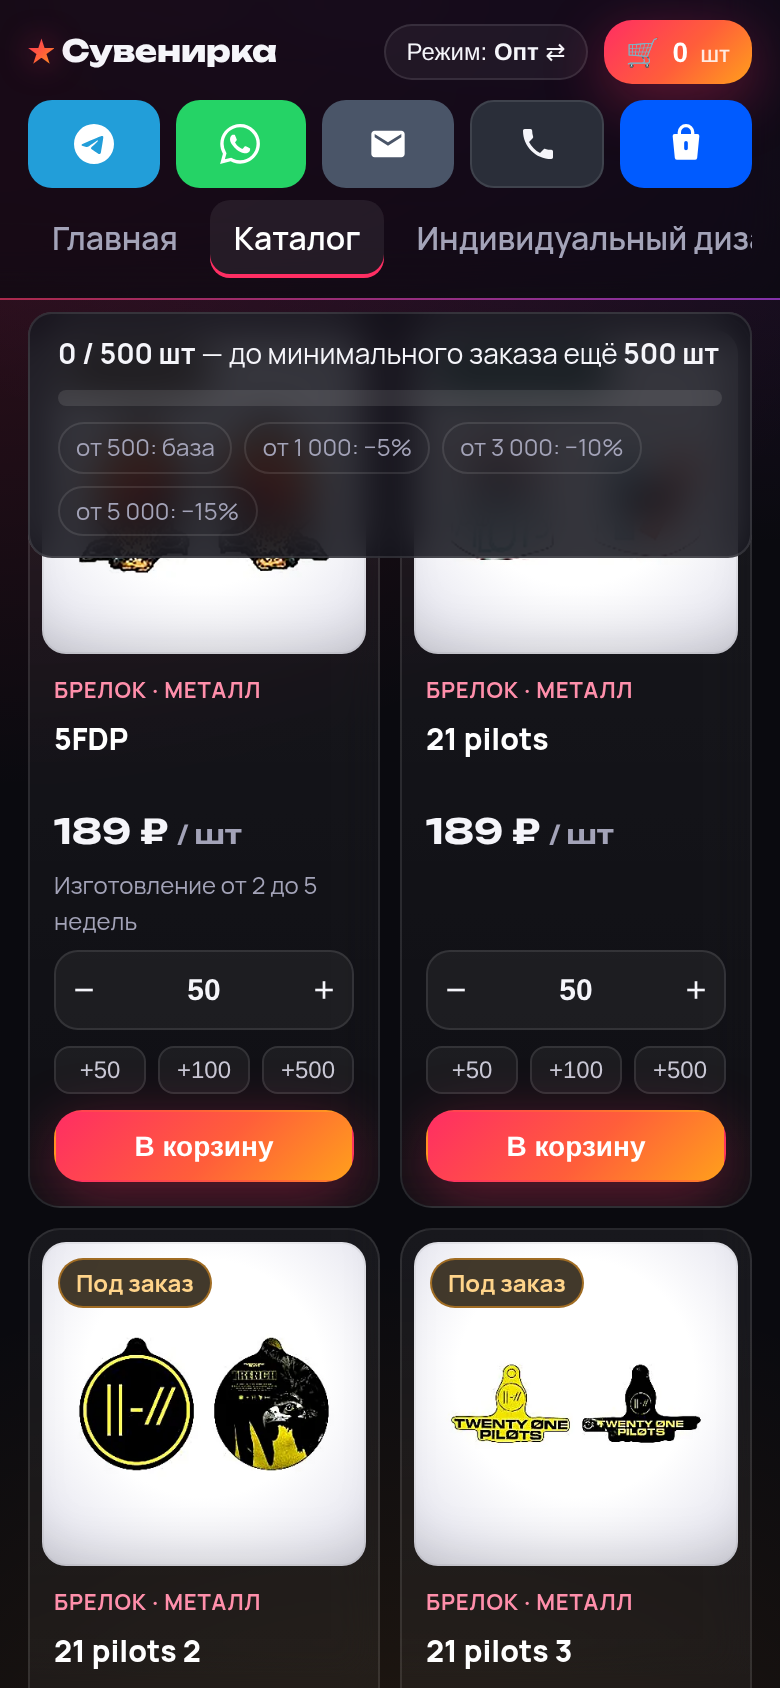 ★ Сувенирка
Режим: Опт ⇄
0 шт
Главная
Каталог
Индивидуальный диза
0 / 500 шт — до минимального заказа ещё 500 шт
от 500: база
от 1 000: −5%
от 3 000: −10%
от 5 000: −15%
БРЕЛОК · МЕТАЛЛ
5FDP
189 ₽ / шт
Изготовление от 2 до 5
недель
− 50 +
+50 +100 +500
В корзину
БРЕЛОК · МЕТАЛЛ
21 pilots
189 ₽ / шт
− 50 +
+50 +100 +500
В корзину
Под заказ
TRENCH
БРЕЛОК · МЕТАЛЛ
21 pilots 2
Под заказ
TWENTY ØNE
PILØTS
TWENTY ØNE
PILØTS
БРЕЛОК · МЕТАЛЛ
21 pilots 3